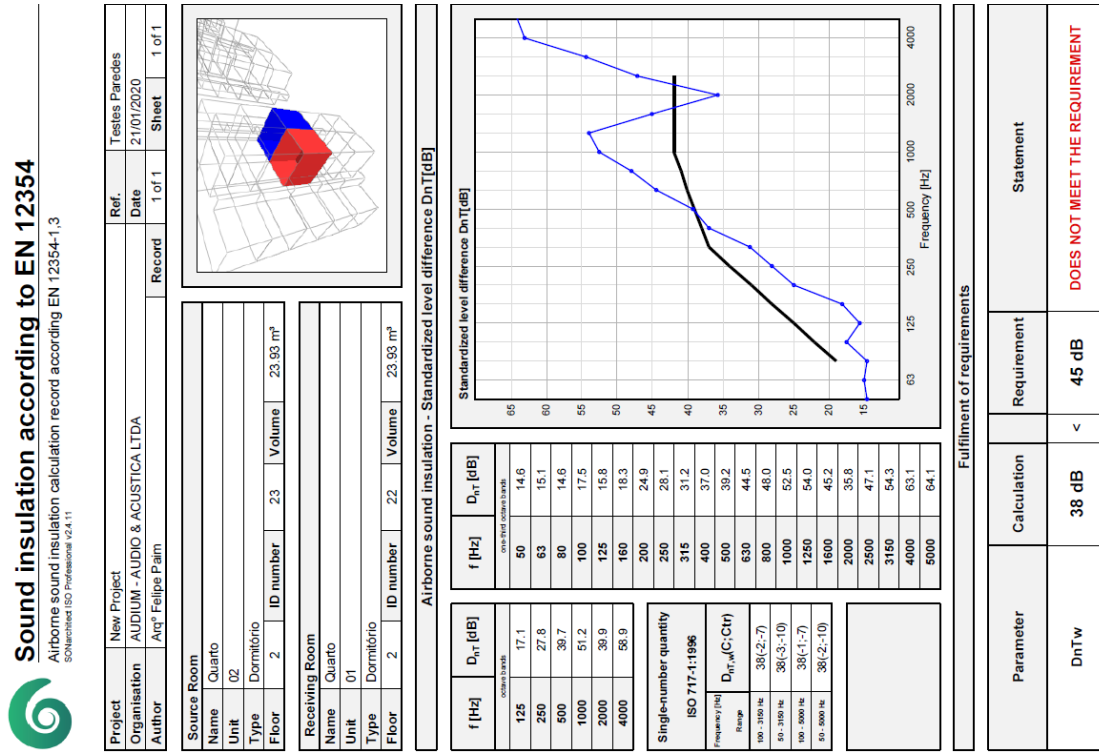 Sound insulation according to EN 12354
Airborne sound insulation calculation record according EN 12354-1,3
SONarchitect ISO Professional v2.4.11
Project New Project Ref. Testes Paredes
Organisation AUDIUM - AUDIO & ACUSTICA LTDA Date 21/01/2020
Author Arqº Felipe Paim Record 1 of 1 Sheet 1 of 1
Source Room
Name Quarto
Unit 02
Type Dormitório
Floor 2 ID number 23 Volume 23.93 m³
Receiving Room
Name Quarto
Unit 01
Type Dormitório
Floor 2 ID number 22 Volume 23.93 m³
Airborne sound insulation - Standardized level difference DnT[dB]
f [Hz] DnT [dB]
octave bands
125 17.1
250 27.8
500 39.7
1000 51.2
2000 39.9
4000 58.9
Single-number quantity
ISO 717-1:1996
Frequency [Hz] Range DnT,w(C;Ctr)
100 - 3150 Hz 38(-2;-7)
50 - 3150 Hz 38(-3;-10)
100 - 5000 Hz 38(-1;-7)
50 - 5000 Hz 38(-2;-10)
f [Hz] DnT [dB]
one-third octave bands
50 14.6
63 15.1
80 14.6
100 17.5
125 15.8
160 18.3
200 24.9
250 28.1
315 31.2
400 37.0
500 39.2
630 44.5
800 48.0
1000 52.5
1250 54.0
1600 45.2
2000 35.8
2500 47.1
3150 54.3
4000 63.1
5000 64.1
Standardized level difference DnT[dB]
65
60
55
50
45
40
35
30
25
20
15
63 125 250 500 1000 2000 4000
Frequency [Hz]
Fulfilment of requirements
Parameter Calculation Requirement Statement
DnTw 38 dB < 45 dB DOES NOT MEET THE REQUIREMENT